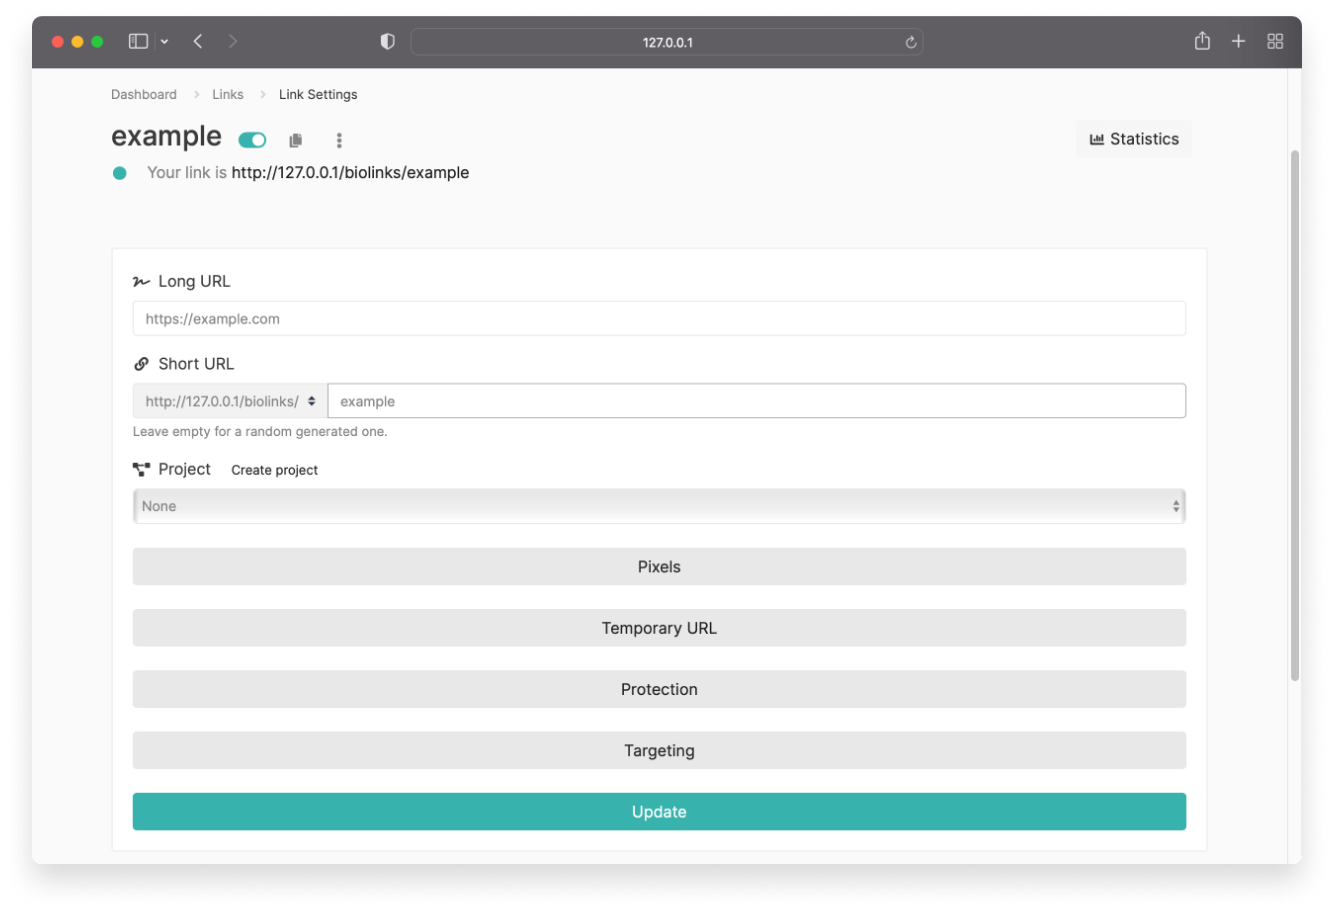 127.0.0.1
Dashboard Links Link Settings
example
Statistics
Your link is http://127.0.0.1/biolinks/example
Long URL
https://example.com
Short URL
http://127.0.0.1/biolinks/ example
Leave empty for a random generated one.
Project Create project
None
Pixels
Temporary URL
Protection
Targeting
Update